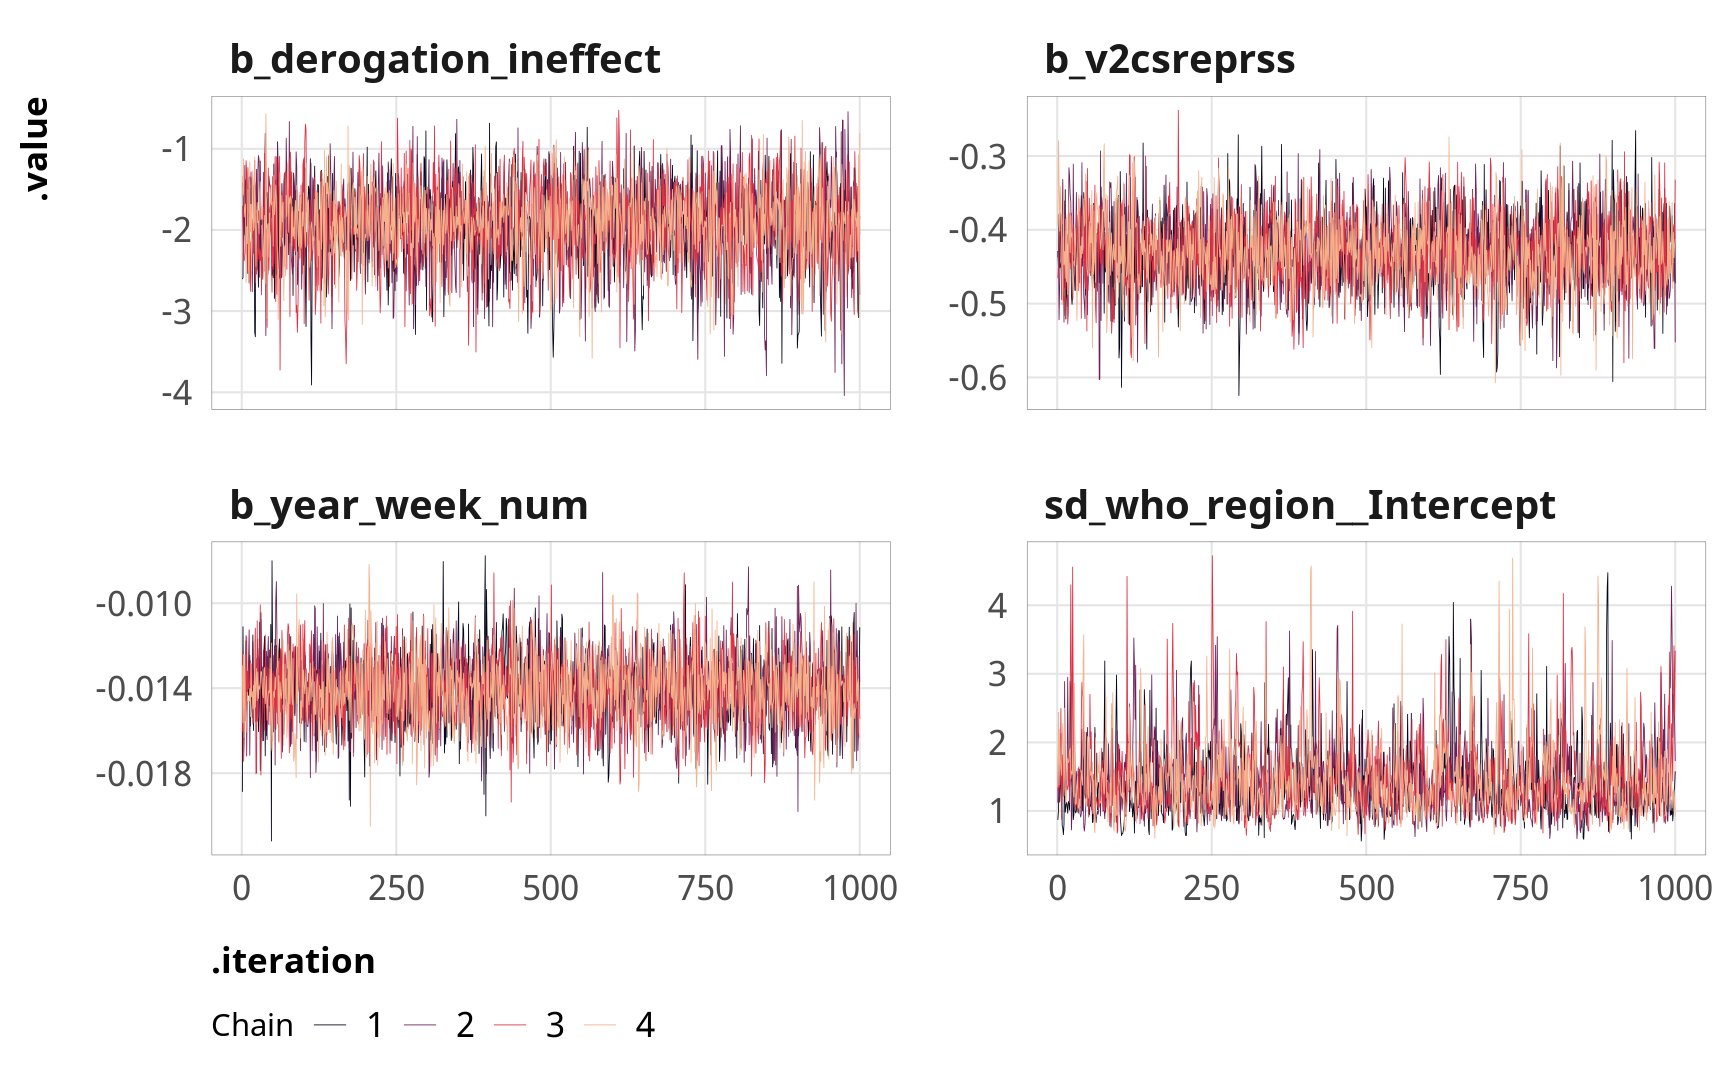 b_derogation_ineffect
b_v2csreprss
.value
-1
-2
-3
-4
-0.3
-0.4
-0.5
-0.6
b_year_week_num
sd_who_region__Intercept
-0.010
-0.014
-0.018
4
3
2
1
0 250 500 750 1000
0 250 500 750 1000
.iteration
Chain 1 2 3 4